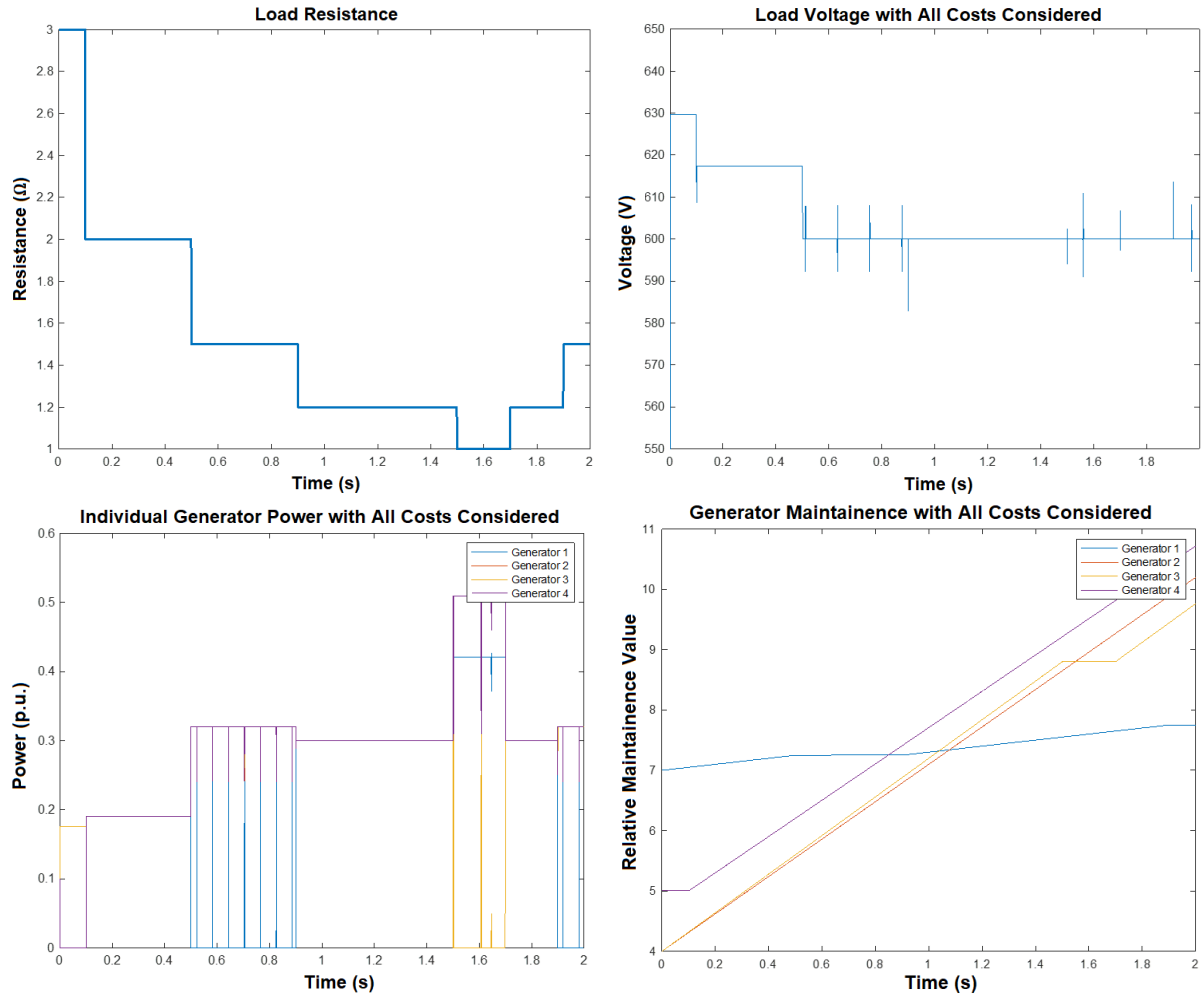 Load Resistance
3
2.8
2.6
2.4
2.2
2
1.8
1.6
1.4
1.2
1
Resistance (Ω)
0 0.2 0.4 0.6 0.8 1 1.2 1.4 1.6 1.8 2
Time (s)
Load Voltage with All Costs Considered
650
640
630
620
610
600
590
580
570
560
550
Voltage (V)
0 0.2 0.4 0.6 0.8 1 1.2 1.4 1.6 1.8
Time (s)
Individual Generator Power with All Costs Considered
0.6
0.5
0.4
0.3
0.2
0.1
0
Power (p.u.)
Generator 1
Generator 2
Generator 3
Generator 4
0 0.2 0.4 0.6 0.8 1 1.2 1.4 1.6 1.8 2
Time (s)
Generator Maintainence with All Costs Considered
11
10
9
8
7
6
5
4
Relative Maintainence Value
Generator 1
Generator 2
Generator 3
Generator 4
0 0.2 0.4 0.6 0.8 1 1.2 1.4 1.6 1.8 2
Time (s)